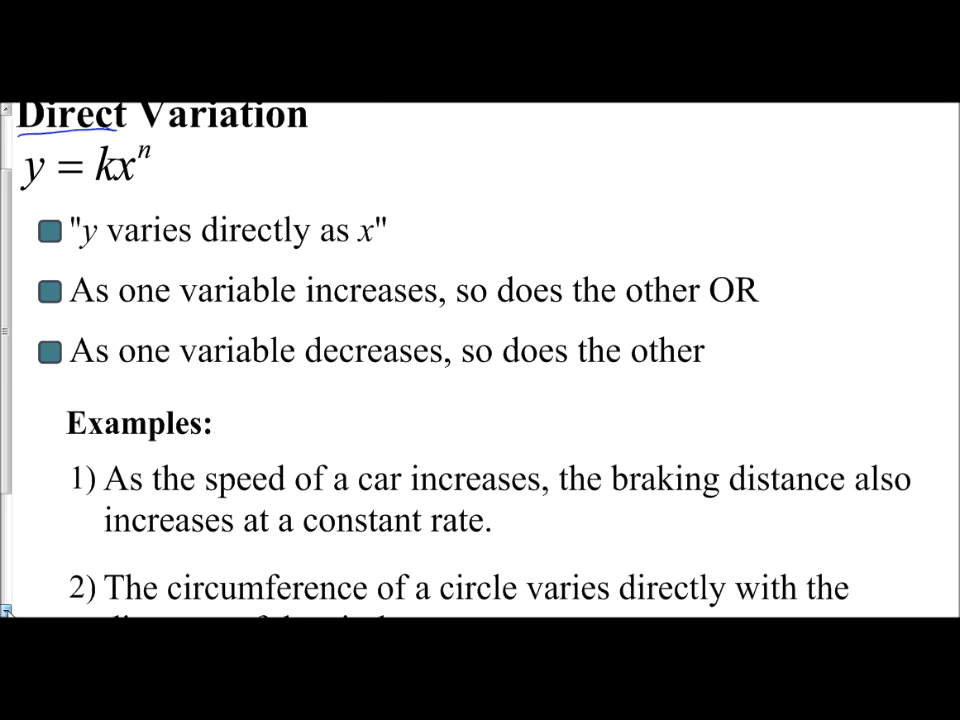 Direct Variation
y = kxⁿ
"y varies directly as x"
As one variable increases, so does the other OR
As one variable decreases, so does the other
Examples:
1) As the speed of a car increases, the braking distance also
increases at a constant rate.
2) The circumference of a circle varies directly with the